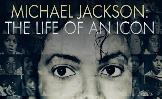 MICHAEL JACKSON:
THE LIFE OF AN ICON